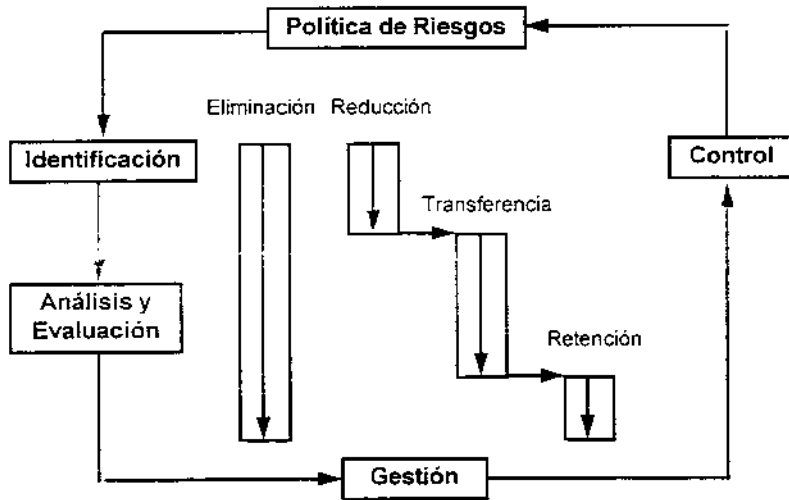 Política de Riesgos
Eliminación
Reducción
Identificación
Control
Transferencia
Análisis y
Evaluación
Retención
Gestión